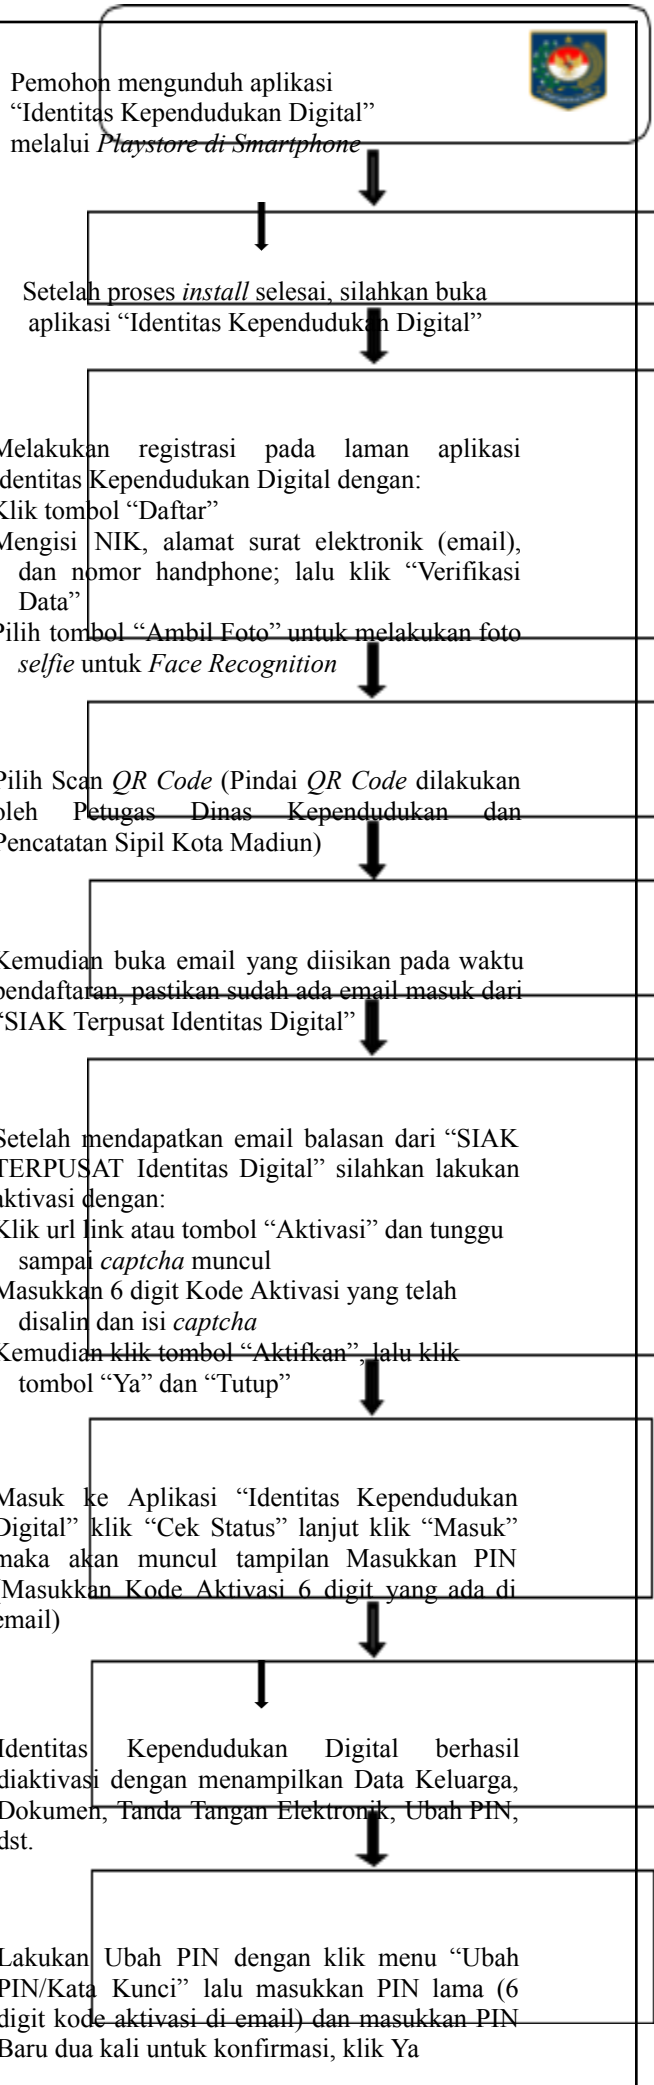 Pemohon mengunduh aplikasi
“Identitas Kependudukan Digital”
melalui Playstore di Smartphone
Setelah proses install selesai, silahkan buka
aplikasi “Identitas Kependudukan Digital”
Melakukan registrasi pada laman aplikasi
Identitas Kependudukan Digital dengan:
Klik tombol “Daftar”
Mengisi NIK, alamat surat elektronik (email),
dan nomor handphone; lalu klik “Verifikasi
Data”
Pilih tombol “Ambil Foto” untuk melakukan foto
selfie untuk Face Recognition
Pilih Scan QR Code (Pindai QR Code dilakukan
oleh Petugas Dinas Kependudukan dan
Pencatatan Sipil Kota Madiun)
Kemudian buka email yang diisikan pada waktu
pendaftaran, pastikan sudah ada email masuk dari
“SIAK Terpusat Identitas Digital”
Setelah mendapatkan email balasan dari “SIAK
TERPUSAT Identitas Digital” silahkan lakukan
aktivasi dengan:
Klik url link atau tombol “Aktivasi” dan tunggu
sampai captcha muncul
Masukkan 6 digit Kode Aktivasi yang telah
disalin dan isi captcha
Kemudian klik tombol “Aktifkan”, lalu klik
tombol “Ya” dan “Tutup”
Masuk ke Aplikasi “Identitas Kependudukan
Digital” klik “Cek Status” lanjut klik “Masuk”
maka akan muncul tampilan Masukkan PIN
(Masukkan Kode Aktivasi 6 digit yang ada di
email)
Identitas Kependudukan Digital berhasil
diaktivasi dengan menampilkan Data Keluarga,
Dokumen, Tanda Tangan Elektronik, Ubah PIN,
dst.
Lakukan Ubah PIN dengan klik menu “Ubah
PIN/Kata Kunci” lalu masukkan PIN lama (6
digit kode aktivasi di email) dan masukkan PIN
Baru dua kali untuk konfirmasi, klik Ya